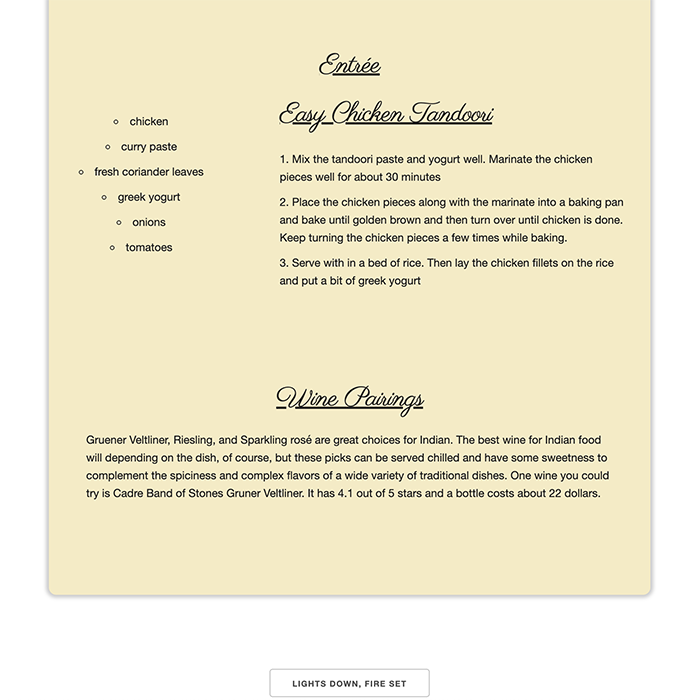 Entrée
chicken
curry paste
fresh coriander leaves
greek yogurt
onions
tomatoes
Easy Chicken Tandoori
1. Mix the tandoori paste and yogurt well. Marinate the chicken
pieces well for about 30 minutes
2. Place the chicken pieces along with the marinate into a baking pan
and bake until golden brown and then turn over until chicken is done.
Keep turning the chicken pieces a few times while baking.
3. Serve with in a bed of rice. Then lay the chicken fillets on the rice
and put a bit of greek yogurt
Wine Pairings
Gruener Veltliner, Riesling, and Sparkling rosé are great choices for Indian. The best wine for Indian food
will depending on the dish, of course, but these picks can be served chilled and have some sweetness to
complement the spiciness and complex flavors of a wide variety of traditional dishes. One wine you could
try is Cadre Band of Stones Gruner Veltliner. It has 4.1 out of 5 stars and a bottle costs about 22 dollars.
LIGHTS DOWN, FIRE SET